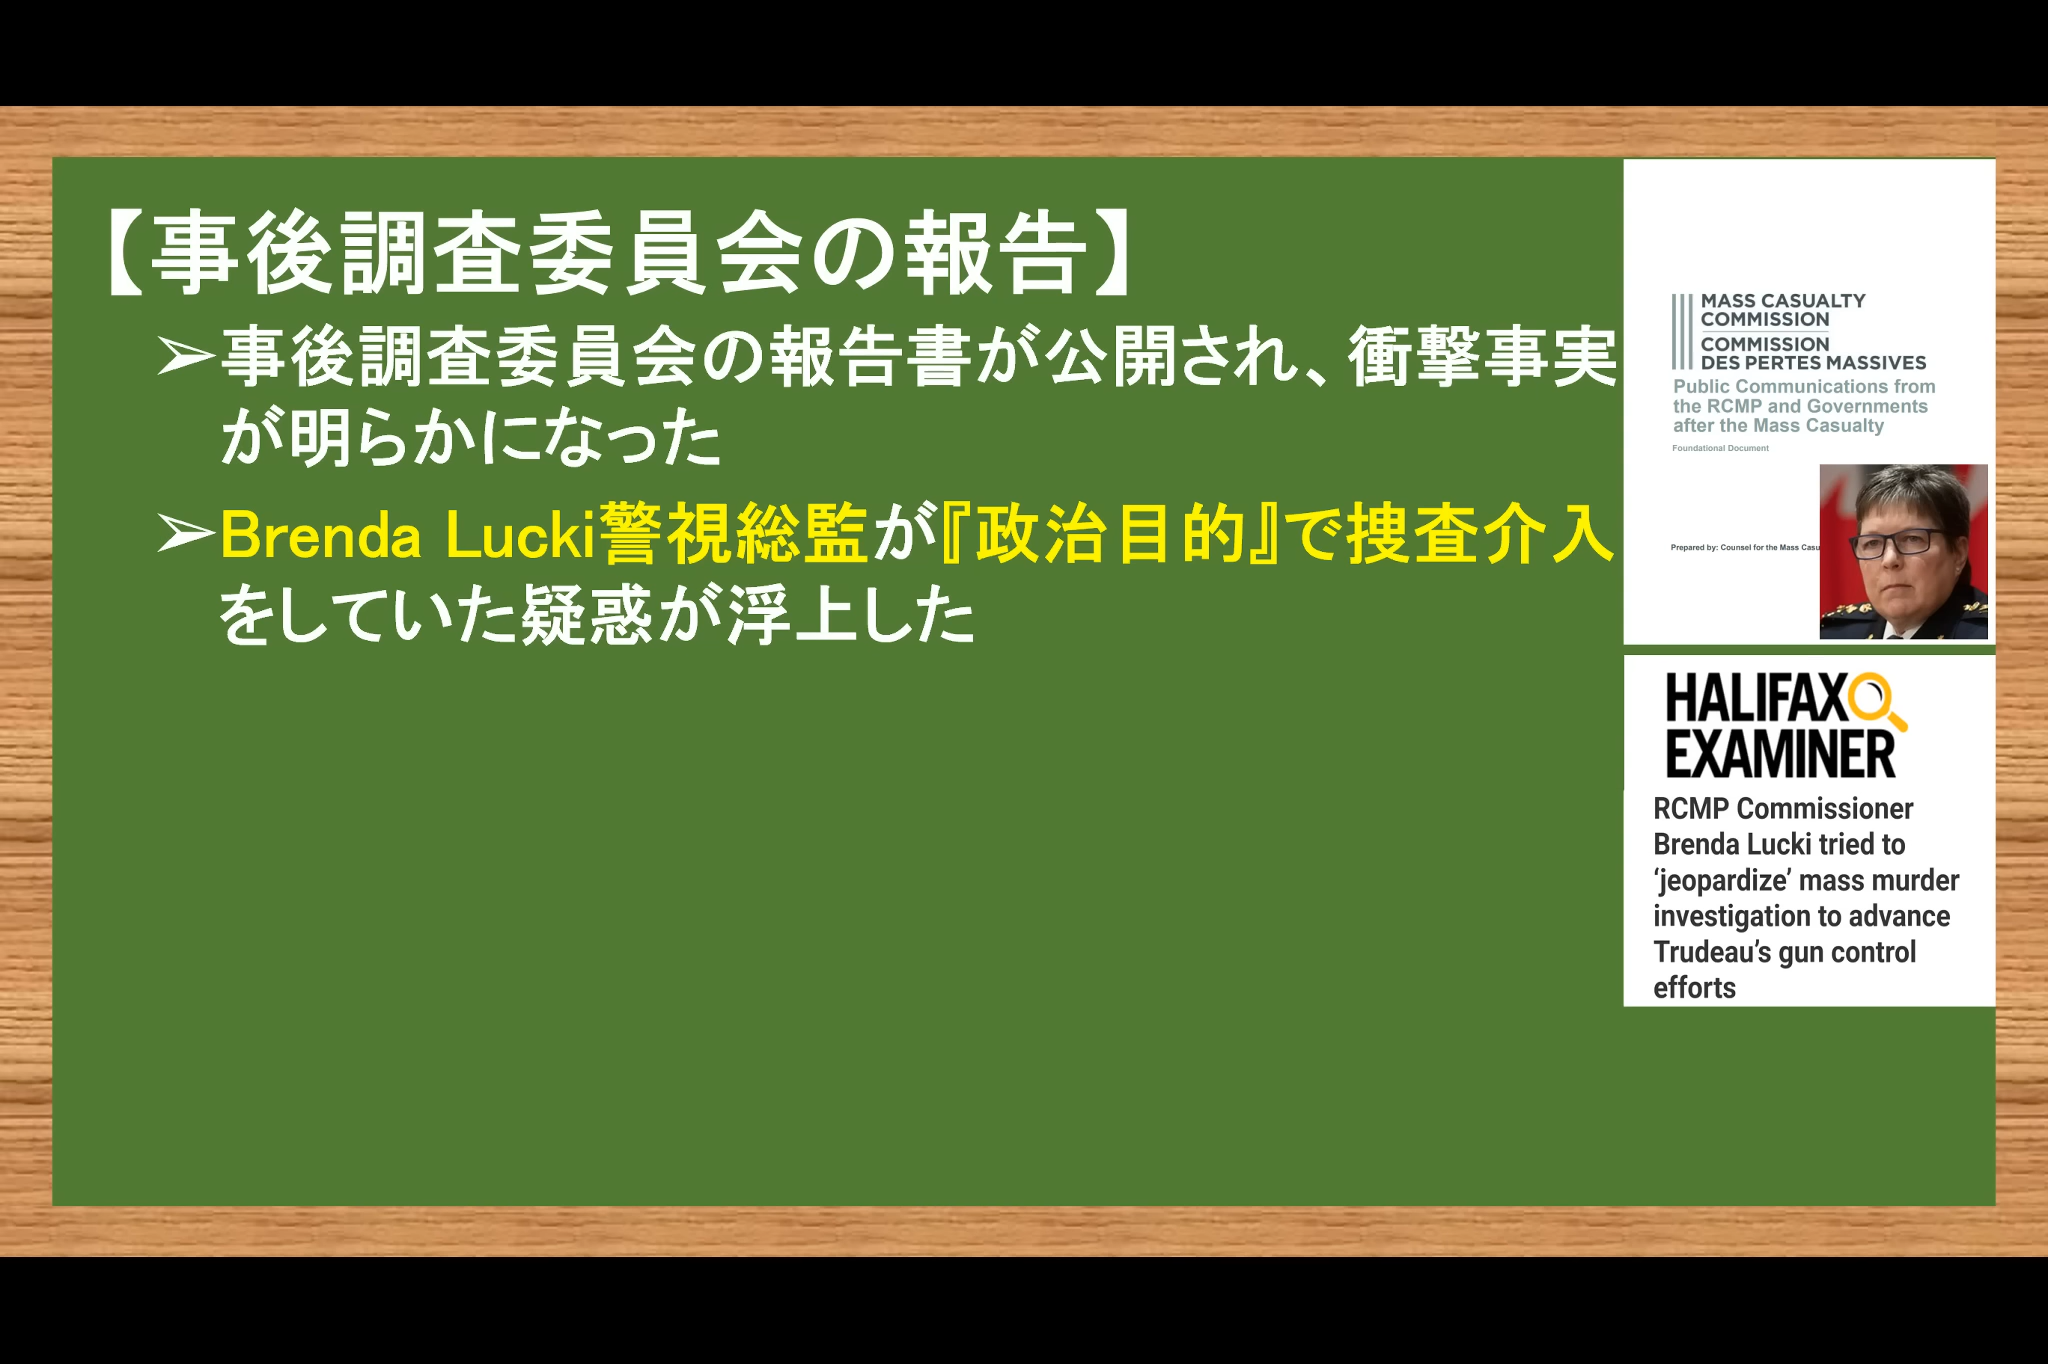 【事後調査委員会の報告】
➢事後調査委員会の報告書が公開され、衝撃事実
が明らかになった
➢Brenda Lucki警視総監が『政治目的』で捜査介入
をしていた疑惑が浮上した
MASS CASUALTY
COMMISSION
COMMISSION
DES PERTES MASSIVES
Public Communications from
the RCMP and Governments
after the Mass Casualty
Foundational Document
Prepared by: Counsel for the Mass Casu
HALIFAX
EXAMINER
RCMP Commissioner
Brenda Lucki tried to
‘jeopardize’ mass murder
investigation to advance
Trudeau’s gun control
efforts